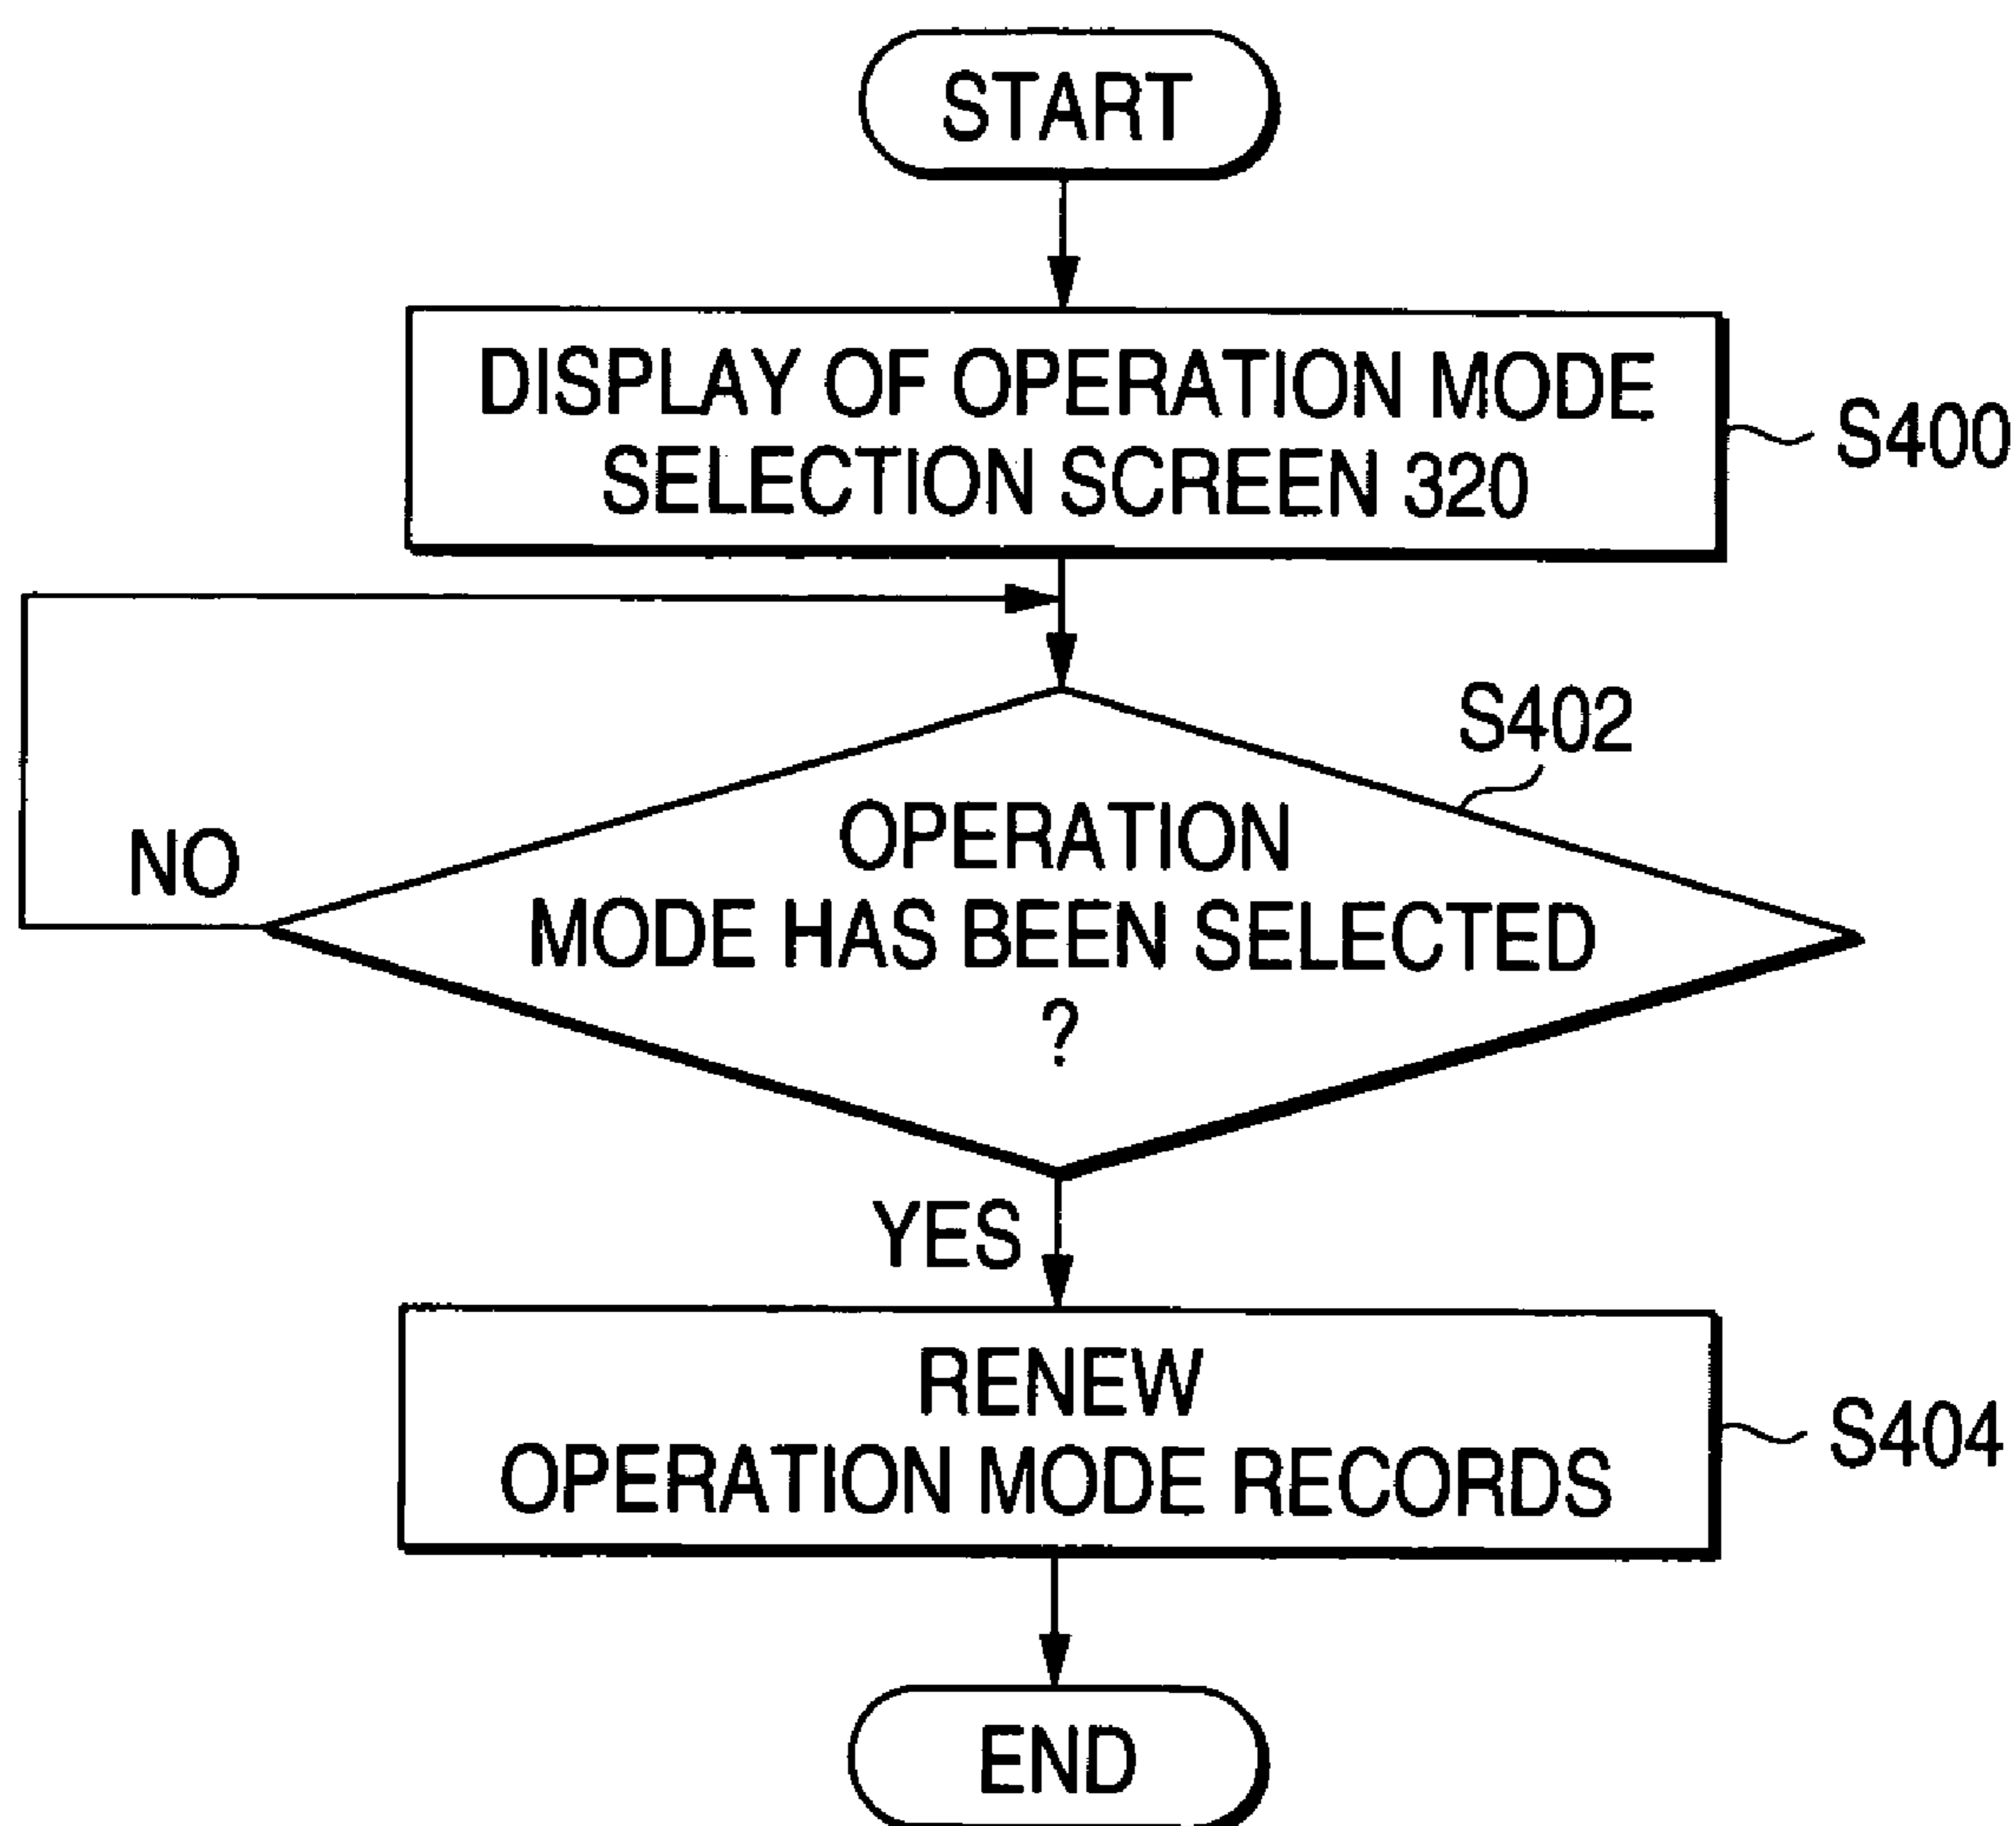 START
DISPLAY OF OPERATION MODE
SELECTION SCREEN 320
S400
S402
OPERATION
MODE HAS BEEN SELECTED
?
NO
YES
RENEW
OPERATION MODE RECORDS
S404
END